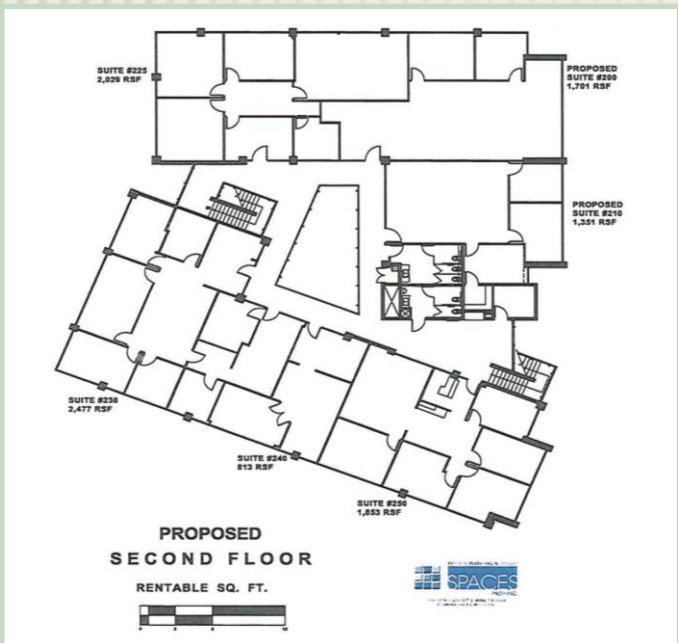 SUITE #225
2,029 RSF
PROPOSED
SUITE #200
1,701 RSF
PROPOSED
SUITE #210
1,351 RSF
SUITE #230
2,477 RSF
SUITE #240
813 RSF
SUITE #250
1,853 RSF
PROPOSED
SECOND FLOOR
RENTABLE SQ. FT.
SPACES